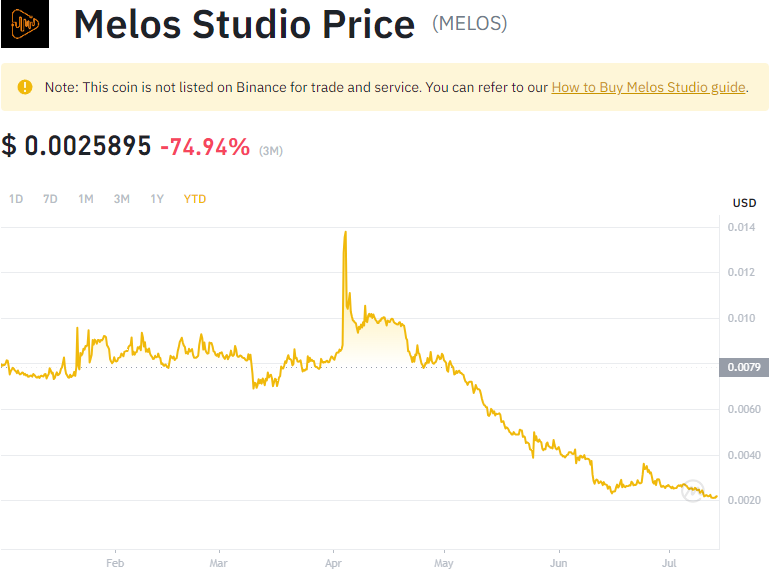 Melos Studio Price (MELOS)
Note: This coin is not listed on Binance for trade and service. You can refer to our How to Buy Melos Studio guide.
$ 0.0025895 -74.94% (3M)
1D 7D 1M 3M 1Y YTD
USD
0.014
0.012
0.010
0.0079
0.0060
0.0040
0.0020
Feb Mar Apr May Jun Jul